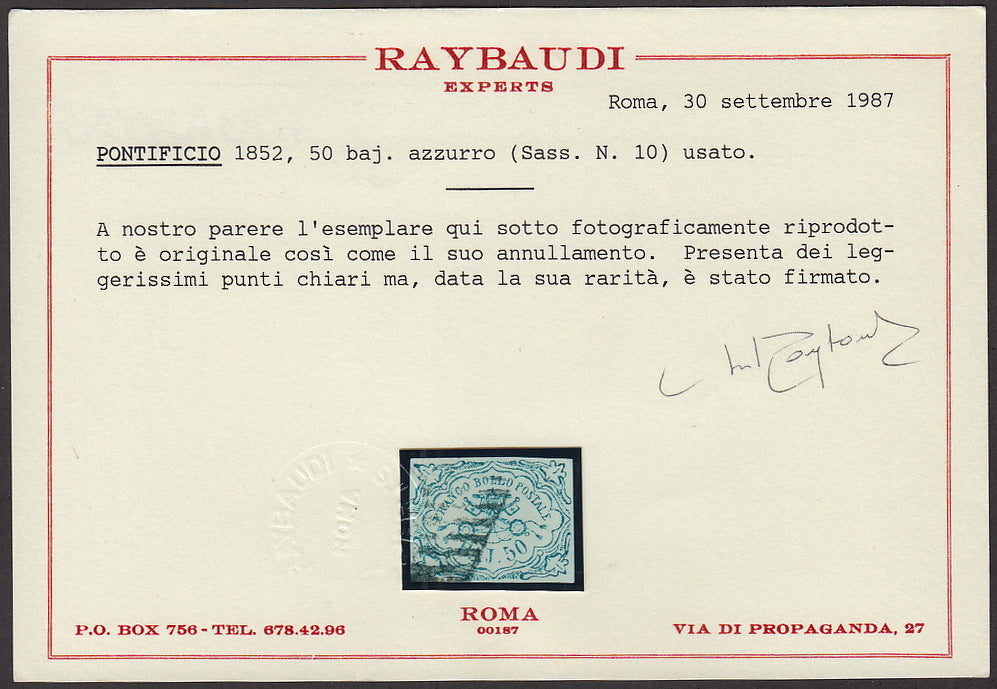 RAYBAUDI
EXPERTS
Roma, 30 settembre 1987
PONTIFICIO 1852, 50 baj. azzurro (Sass. N. 10) usato.
A nostro parere l'esemplare qui sotto fotograficamente riprodot-
to è originale così come il suo annullamento. Presenta dei leg-
gerissimi punti chiari ma, data la sua rarità, è stato firmato.
FRANCO BOLLO POSTALE
J. 50
ROMA
00187
P.O. BOX 756 - TEL. 678.42.96
VIA DI PROPAGANDA, 27